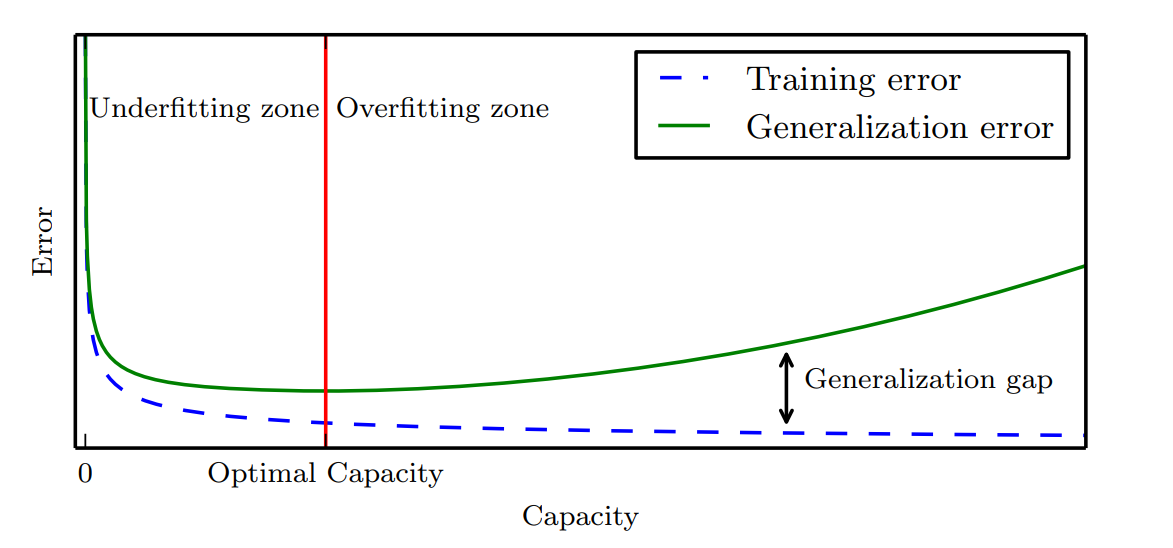 Training error
Generalization error
Underfitting zone
Overfitting zone
Error
Generalization gap
0
Optimal Capacity
Capacity